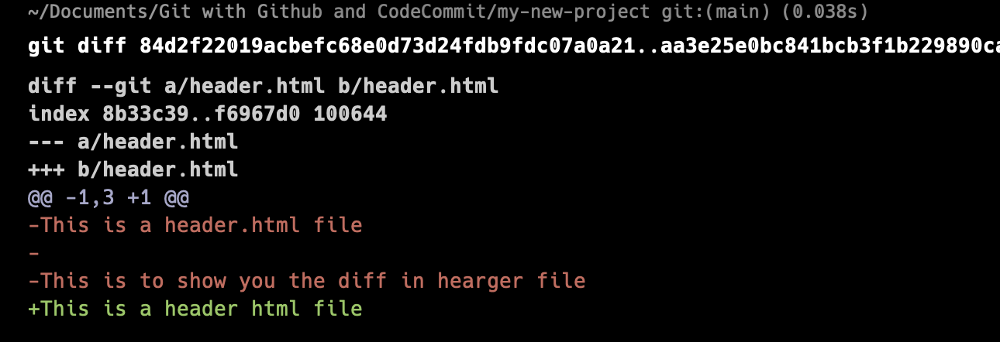 ~/Documents/Git with Github and CodeCommit/my-new-project git:(main) (0.038s)
git diff 84d2f22019acbefc68e0d73d24fdb9fdc07a0a21..aa3e25e0bc841bcb3f1b229890ca
diff --git a/header.html b/header.html
index 8b33c39..f6967d0 100644
--- a/header.html
+++ b/header.html
@@ -1,3 +1 @@
-This is a header.html file
-
-This is to show you the diff in hearger file
+This is a header html file